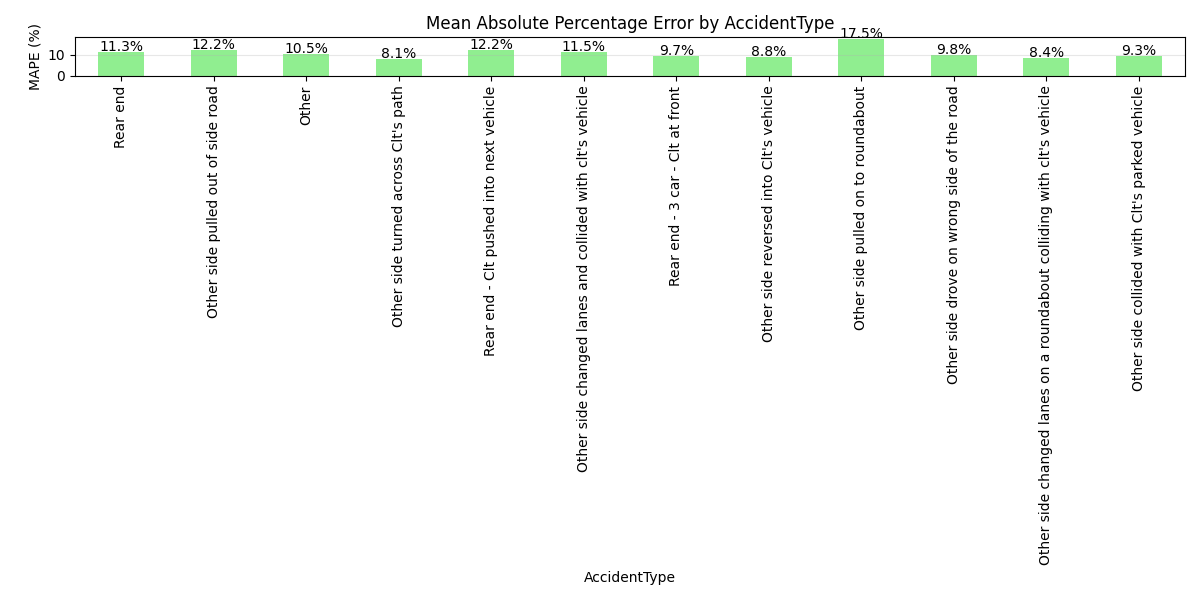 Mean Absolute Percentage Error by AccidentType
MAPE (%)
10
0
11.3%
12.2%
10.5%
8.1%
12.2%
11.5%
9.7%
8.8%
17.5%
9.8%
8.4%
9.3%
Rear end
Other side pulled out of side road
Other
Other side turned across Clt's path
Rear end - Clt pushed into next vehicle
Other side changed lanes and collided with clt's vehicle
Rear end - 3 car - Clt at front
Other side reversed into Clt's vehicle
Other side pulled on to roundabout
Other side drove on wrong side of the road
Other side changed lanes on a roundabout colliding with clt's vehicle
Other side collided with Clt's parked vehicle
AccidentType